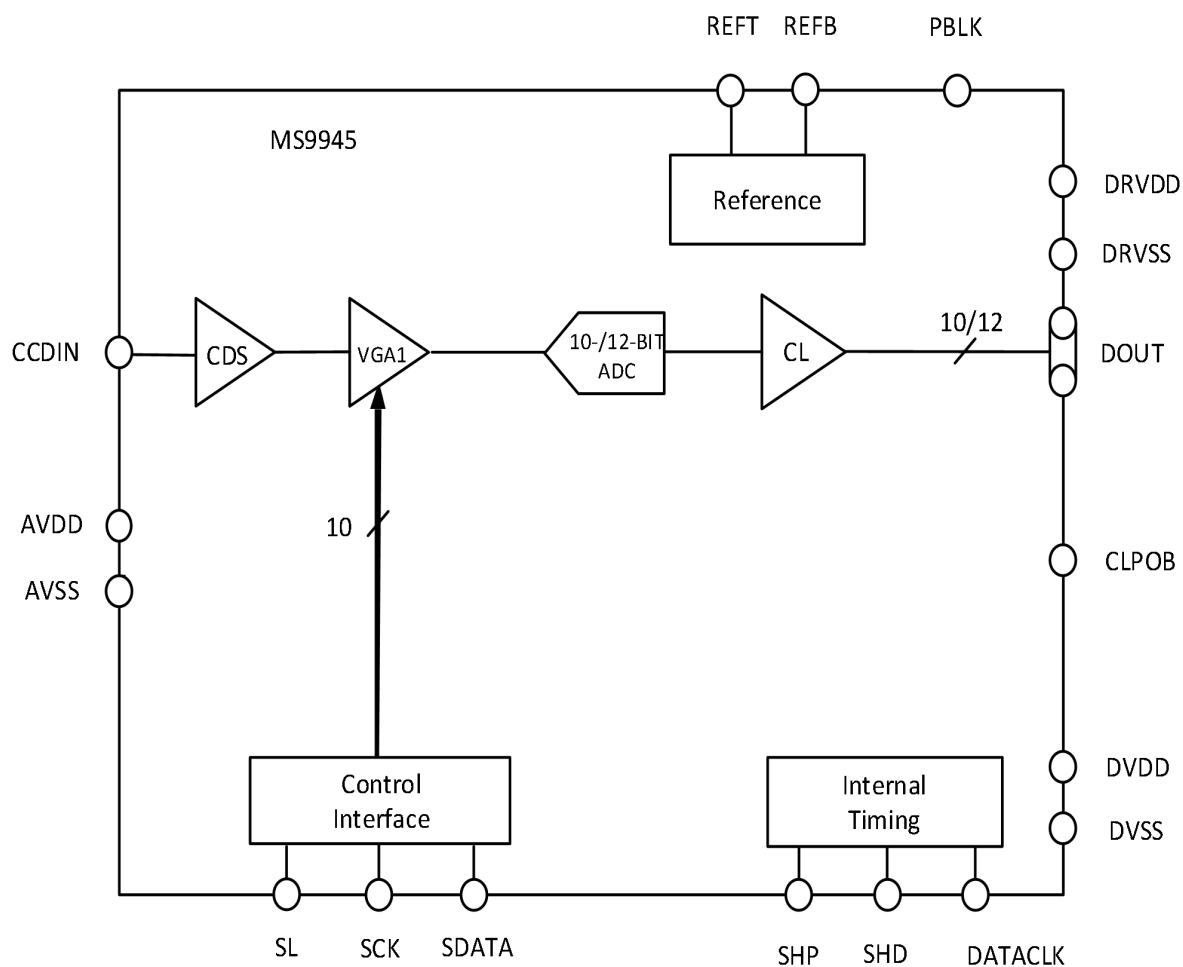 REFT REFB PBLK
MS9945
Reference
DRVDD
DRVSS
CCDIN
CDS
VGA1
10-/12-BIT
ADC
CL
10/12
DOUT
10
AVDD
AVSS
CLPOB
Control
Interface
Internal
Timing
DVDD
DVSS
SL SCK SDATA
SHP SHD DATACLK